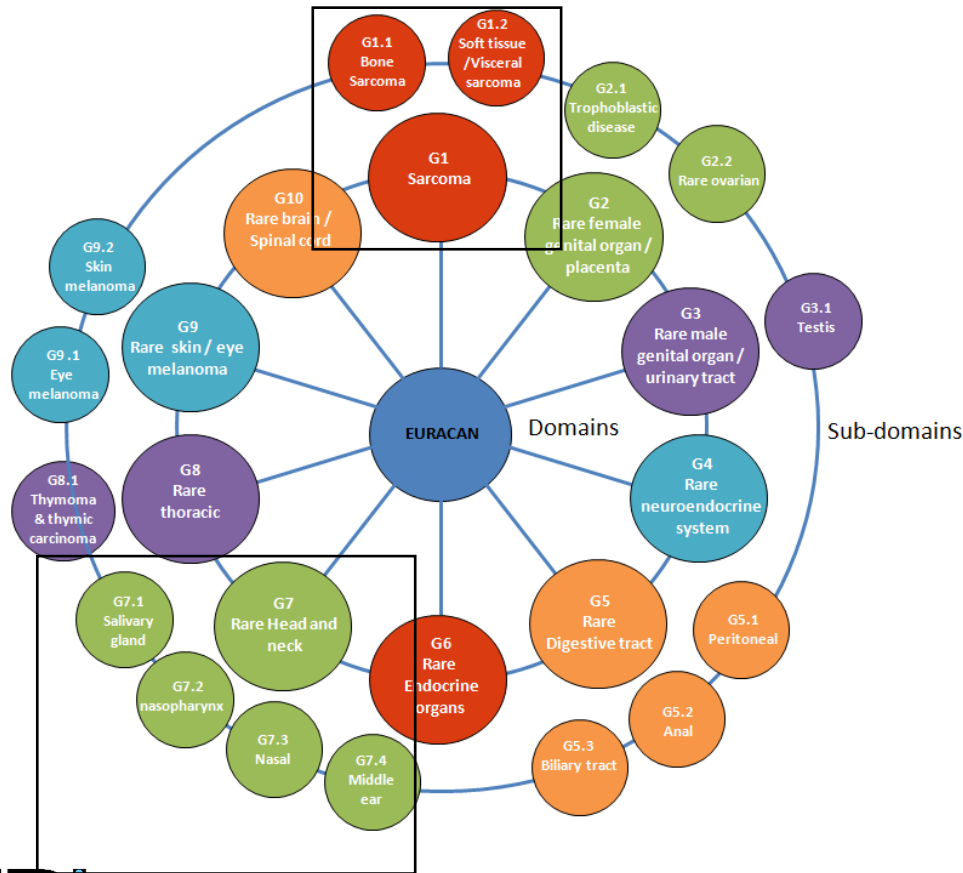 G1.1
Bone
Sarcoma
G1.2
Soft tissue
/Visceral
sarcoma
G2.1
Trophoblastic
disease
G2.2
Rare ovarian
G1
Sarcoma
G10
Rare brain /
Spinal cord
G2
Rare female
genital organ /
placenta
G9.2
Skin
melanoma
G9 .1
Eye
melanoma
G9
Rare skin / eye
melanoma
G3
Rare male
genital organ /
urinary tract
G3.1
Testis
EURACAN
Domains
Sub-domains
G8.1
Thymoma
& thymic
carcinoma
G8
Rare
thoracic
G4
Rare
neuroendocrine
system
G7.1
Salivary
gland
G7
Rare Head and
neck
G6
Rare
Endocrine
organs
G5
Rare
Digestive tract
G5.1
Peritoneal
G7.2
nasopharynx
G7.3
Nasal
G7.4
Middle
ear
G5.3
Biliary tract
G5.2
Anal